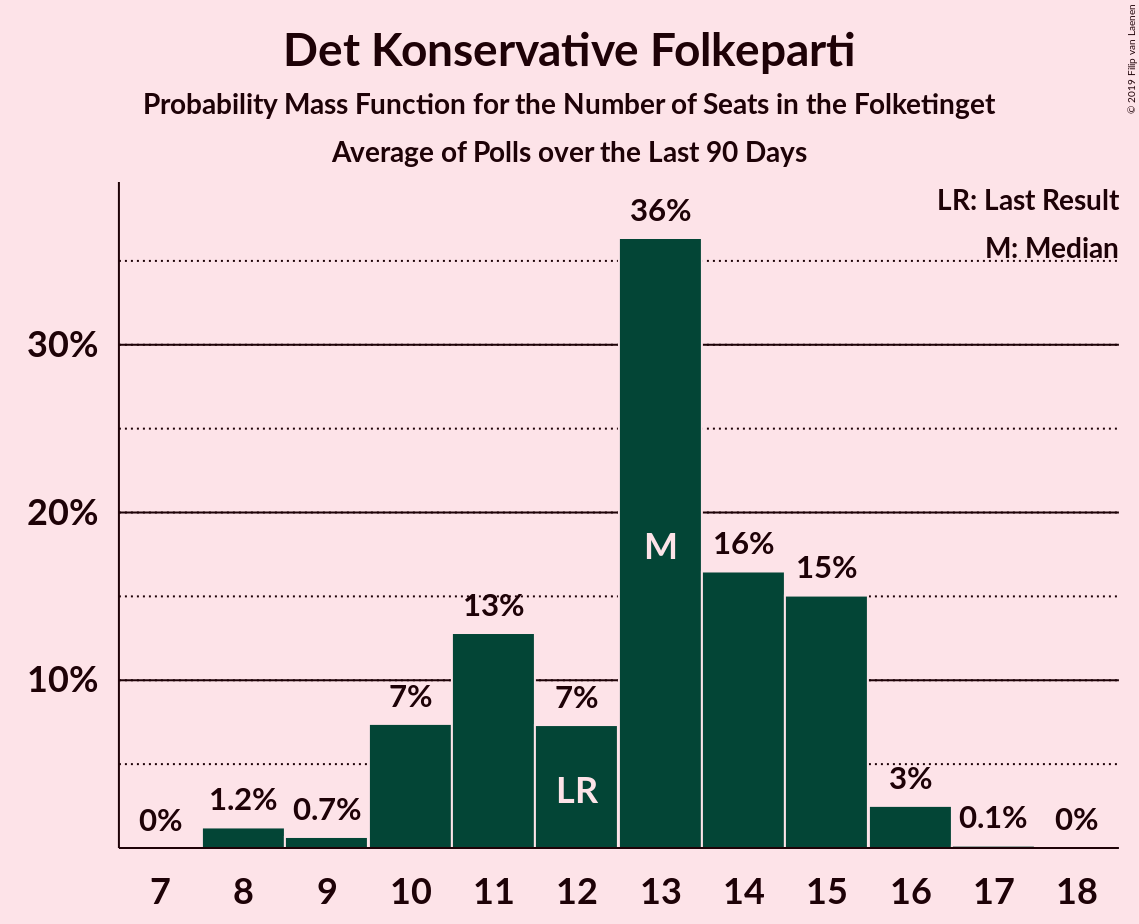 Det Konservative Folkeparti
Probability Mass Function for the Number of Seats in the Folketinget
Average of Polls over the Last 90 Days
© 2019 Filip van Laenen
LR: Last Result
M: Median
30%
20%
10%
0%
1.2%
0.7%
7%
13%
7%
36%
16%
15%
3%
0.1%
0%
M
LR
7 8 9 10 11 12 13 14 15 16 17 18